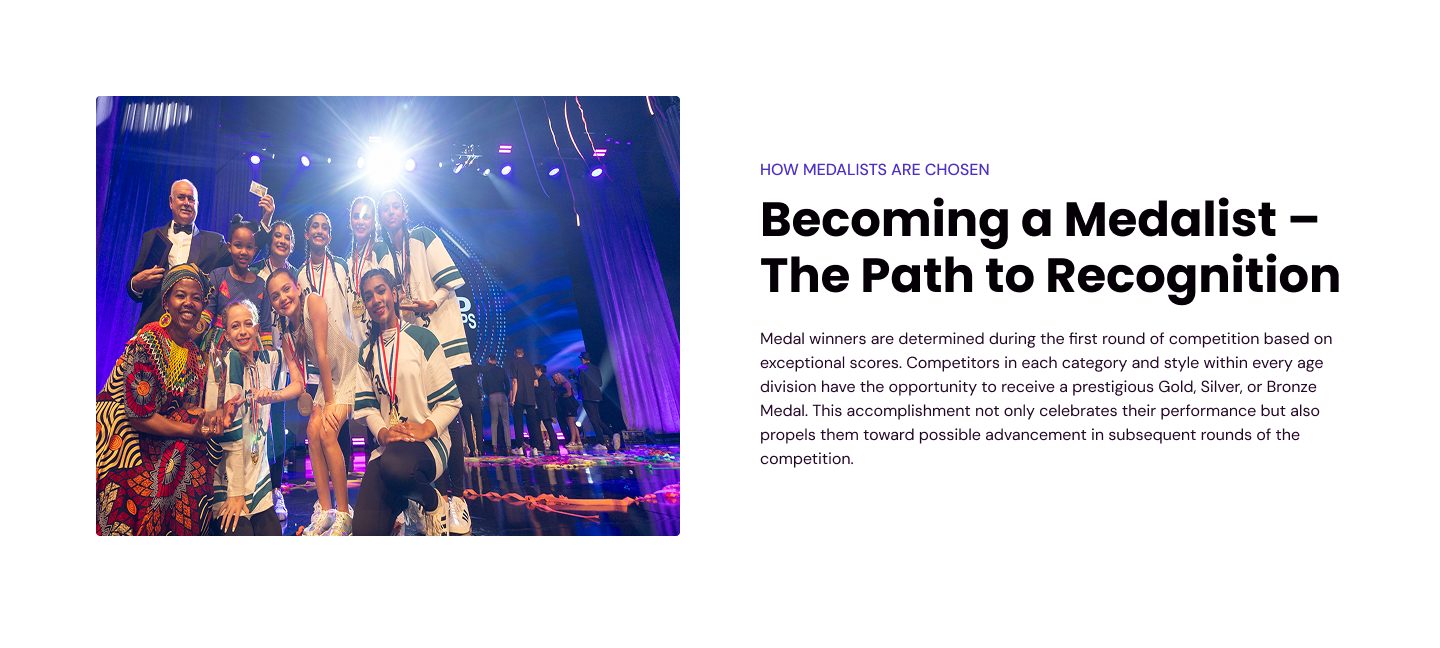 HOW MEDALISTS ARE CHOSEN
Becoming a Medalist –
The Path to Recognition
Medal winners are determined during the first round of competition based on
exceptional scores. Competitors in each category and style within every age
division have the opportunity to receive a prestigious Gold, Silver, or Bronze
Medal. This accomplishment not only celebrates their performance but also
propels them toward possible advancement in subsequent rounds of the
competition.